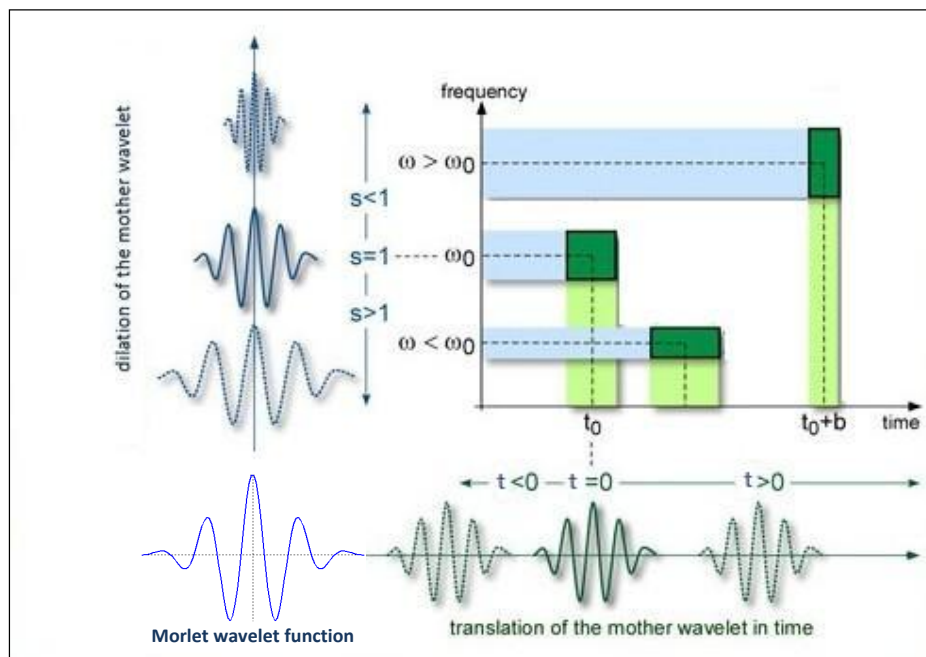 dilation of the mother wavelet
frequency
ω > ω0
s<1
s=1
ω0
s>1
ω < ω0
t0
t0+b
time
t <0
t =0
t >0
Morlet wavelet function
translation of the mother wavelet in time